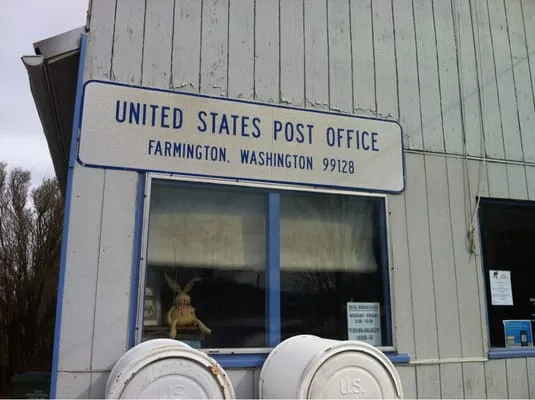 UNITED STATES POST OFFICE
FARMINGTON, WASHINGTON 99128
U.S.
U.S.